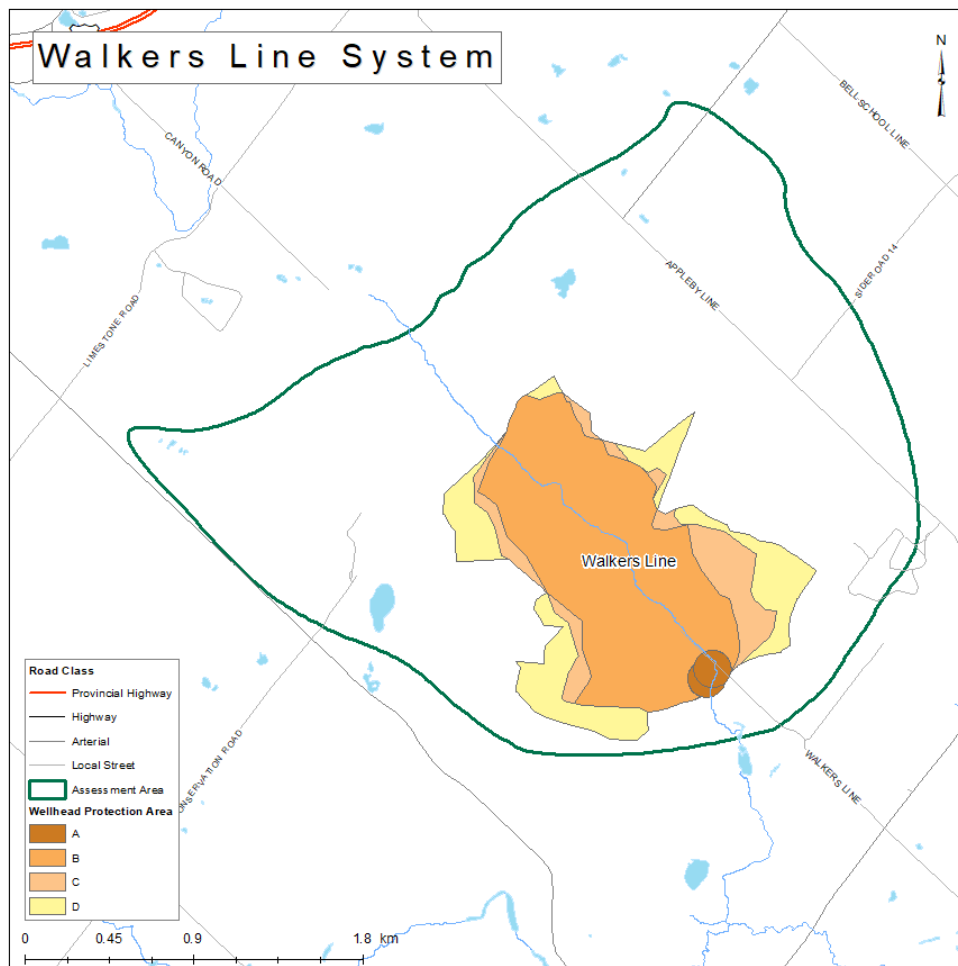 Walkers Line System
N
BELL SCHOOL LINE
CANYON ROAD
APPLEBY LINE
SIDEROAD 14
LIMESTONE ROAD
Walkers Line
WALKERS LINE
ONSERVATION ROAD
Road Class
Provincial Highway
Highway
Arterial
Local Street
Assessment Area
Wellhead Protection Area
A
B
C
D
0 0.45 0.9 1.8 km